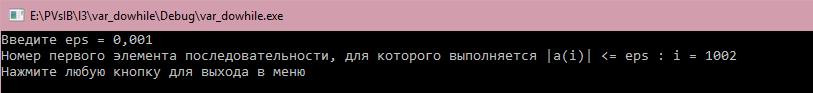 E:\PVsIB\l3\var_dowhile\Debug\var_dowhile.exe
Введите eps = 0,001
Номер первого элемента последовательности, для которого выполняется |a(i)| <= eps : i = 1002
Нажмите любую кнопку для выхода в меню